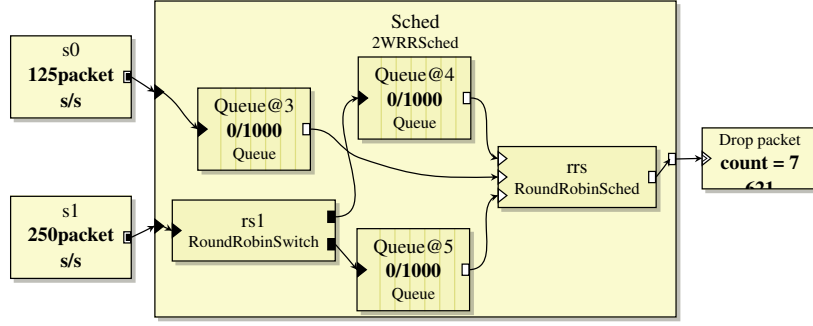 Sched
2WRRSched
s0
125packet
s/s
Queue@3
0/1000
Queue
Queue@4
0/1000
Queue
rrs
RoundRobinSched
Drop packet
count = 7
621
s1
250packet
s/s
rs1
RoundRobinSwitch
Queue@5
0/1000
Queue